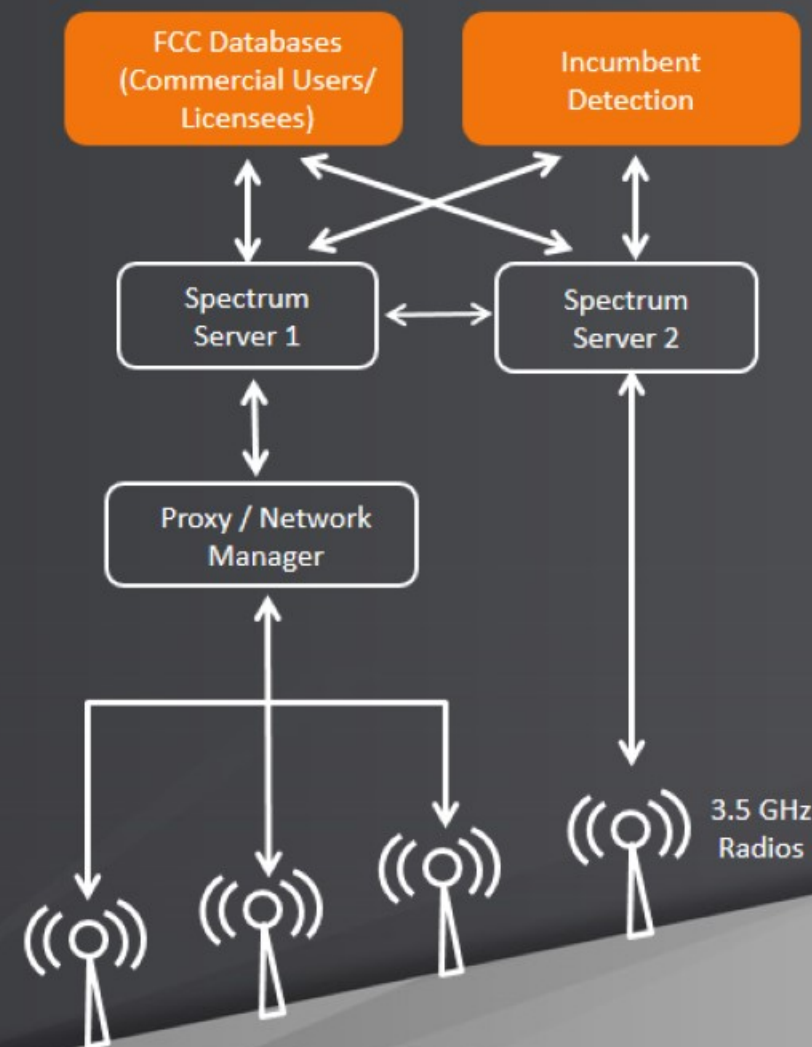 FCC Databases
(Commercial Users/
Licensees)
Incumbent
Detection
Spectrum
Server 1
Spectrum
Server 2
Proxy / Network
Manager
3.5 GHz
Radios